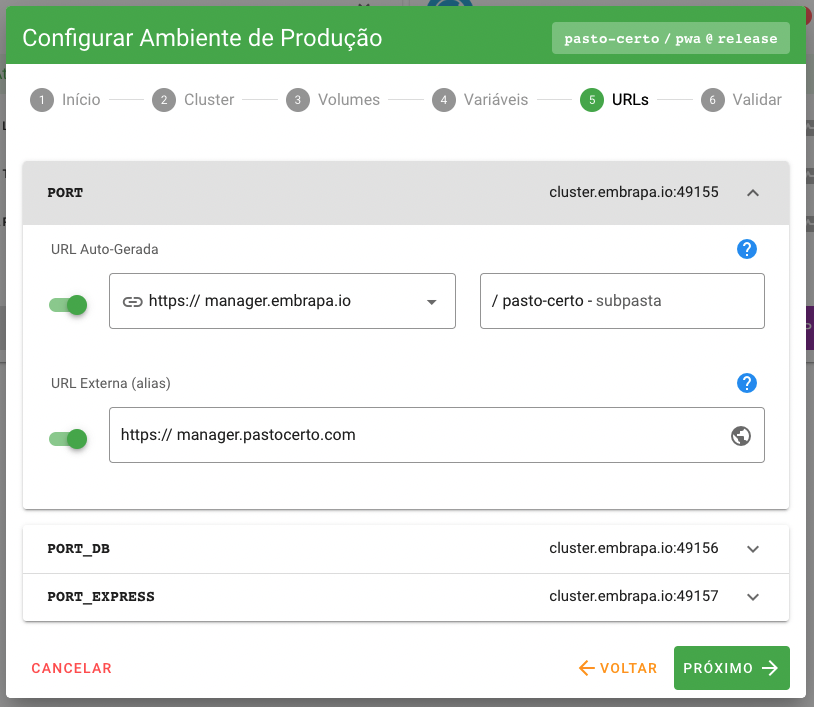 Configurar Ambiente de Produção
pasto-certo / pwa @ release
1 Início 2 Cluster 3 Volumes 4 Variáveis 5 URLs 6 Validar
PORT cluster.embrapa.io:49155
URL Auto-Gerada ?
https:// manager.embrapa.io / pasto-certo - subpasta
URL Externa (alias) ?
https:// manager.pastocerto.com
PORT_DB cluster.embrapa.io:49156
PORT_EXPRESS cluster.embrapa.io:49157
CANCELAR VOLTAR PRÓXIMO